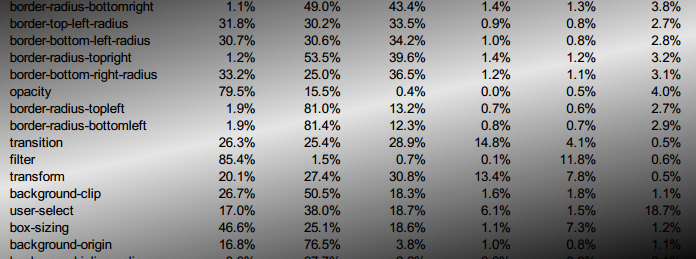 border-radius-bottomright 1.1% 49.0% 43.4% 1.4% 1.3% 3.8%
border-top-left-radius 31.8% 30.2% 33.5% 0.9% 0.8% 2.7%
border-bottom-left-radius 30.7% 30.6% 34.2% 1.0% 0.8% 2.8%
border-radius-topright 1.2% 53.5% 39.6% 1.4% 1.2% 3.2%
border-bottom-right-radius 33.2% 25.0% 36.5% 1.2% 1.1% 3.1%
opacity 79.5% 15.5% 0.4% 0.0% 0.5% 4.0%
border-radius-topleft 1.9% 81.0% 13.2% 0.7% 0.6% 2.7%
border-radius-bottomleft 1.9% 81.4% 12.3% 0.8% 0.7% 2.9%
transition 26.3% 25.4% 28.9% 14.8% 4.1% 0.5%
filter 85.4% 1.5% 0.7% 0.1% 11.8% 0.6%
transform 20.1% 27.4% 30.8% 13.4% 7.8% 0.5%
background-clip 26.7% 50.5% 18.3% 1.6% 1.8% 1.1%
user-select 17.0% 38.0% 18.7% 6.1% 1.5% 18.7%
box-sizing 46.6% 25.1% 18.6% 1.1% 7.3% 1.2%
background-origin 16.8% 76.5% 3.8% 1.0% 0.8% 1.1%